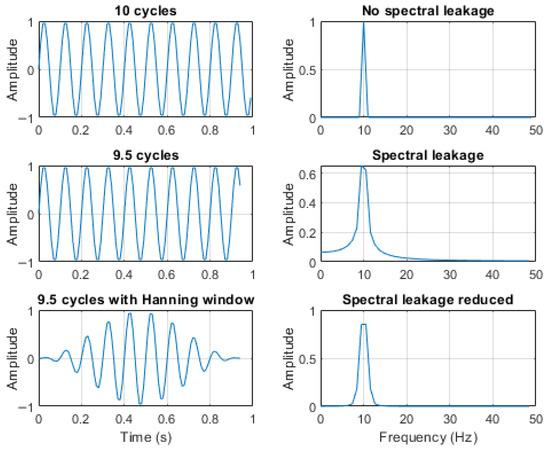 10 cycles
Amplitude
1
0
−1
0 0.2 0.4 0.6 0.8 1
No spectral leakage
Amplitude
1
0.5
0
0 10 20 30 40 50
9.5 cycles
Amplitude
1
0
−1
0 0.2 0.4 0.6 0.8 1
Spectral leakage
Amplitude
0.6
0.4
0.2
0
0 10 20 30 40 50
9.5 cycles with Hanning window
Amplitude
1
0
−1
0 0.2 0.4 0.6 0.8 1
Time (s)
Spectral leakage reduced
Amplitude
1
0.5
0
0 10 20 30 40 50
Frequency (Hz)